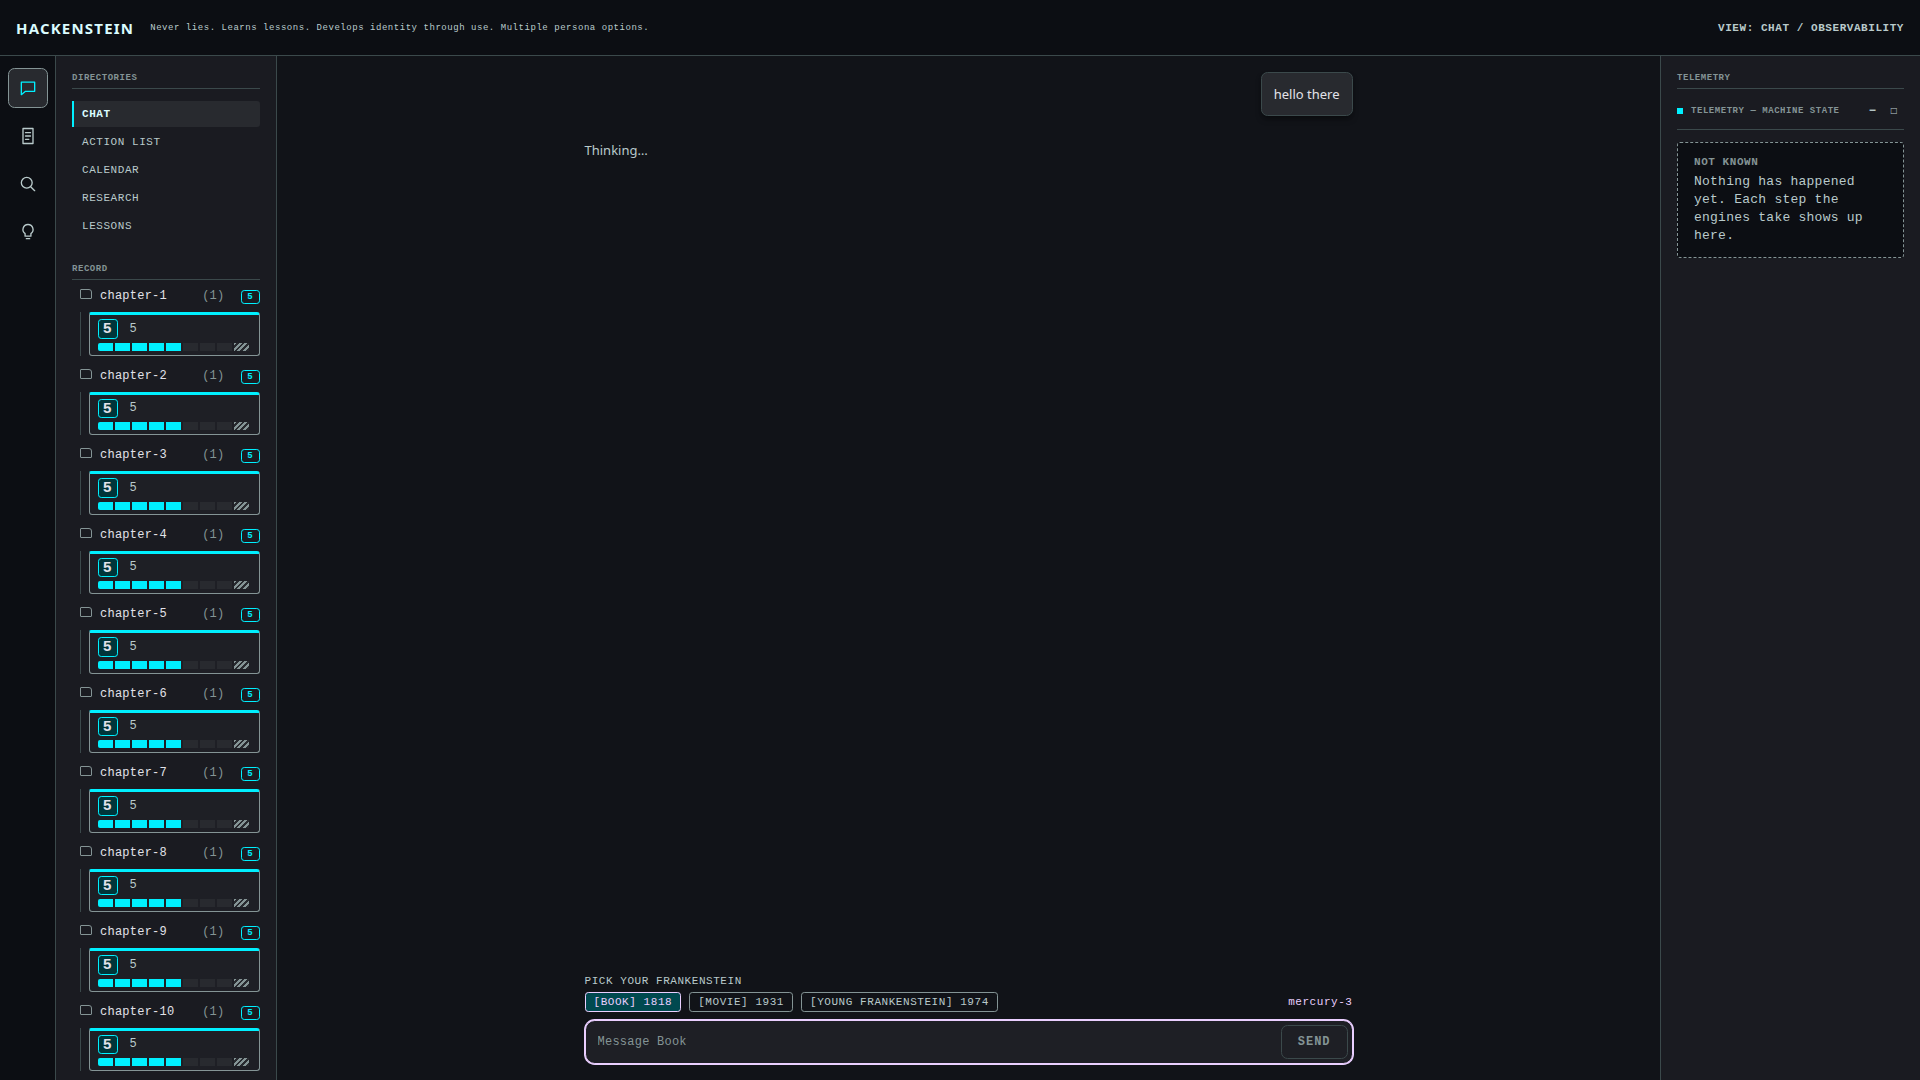 HACKENSTEIN
Never lies. Learns lessons. Develops identity through use. Multiple persona options.
VIEW: CHAT / OBSERVABILITY
DIRECTORIES
CHAT
ACTION LIST
CALENDAR
RESEARCH
LESSONS
RECORD
chapter-1 (1) 5
5 5
chapter-2 (1) 5
5 5
chapter-3 (1) 5
5 5
chapter-4 (1) 5
5 5
chapter-5 (1) 5
5 5
chapter-6 (1) 5
5 5
chapter-7 (1) 5
5 5
chapter-8 (1) 5
5 5
chapter-9 (1) 5
5 5
chapter-10 (1) 5
5 5
hello there
Thinking…
PICK YOUR FRANKENSTEIN
[BOOK] 1818 [MOVIE] 1931 [YOUNG FRANKENSTEIN] 1974 mercury-3
Message Book SEND
TELEMETRY
TELEMETRY — MACHINE STATE
NOT KNOWN
Nothing has happened
yet. Each step the
engines take shows up
here.